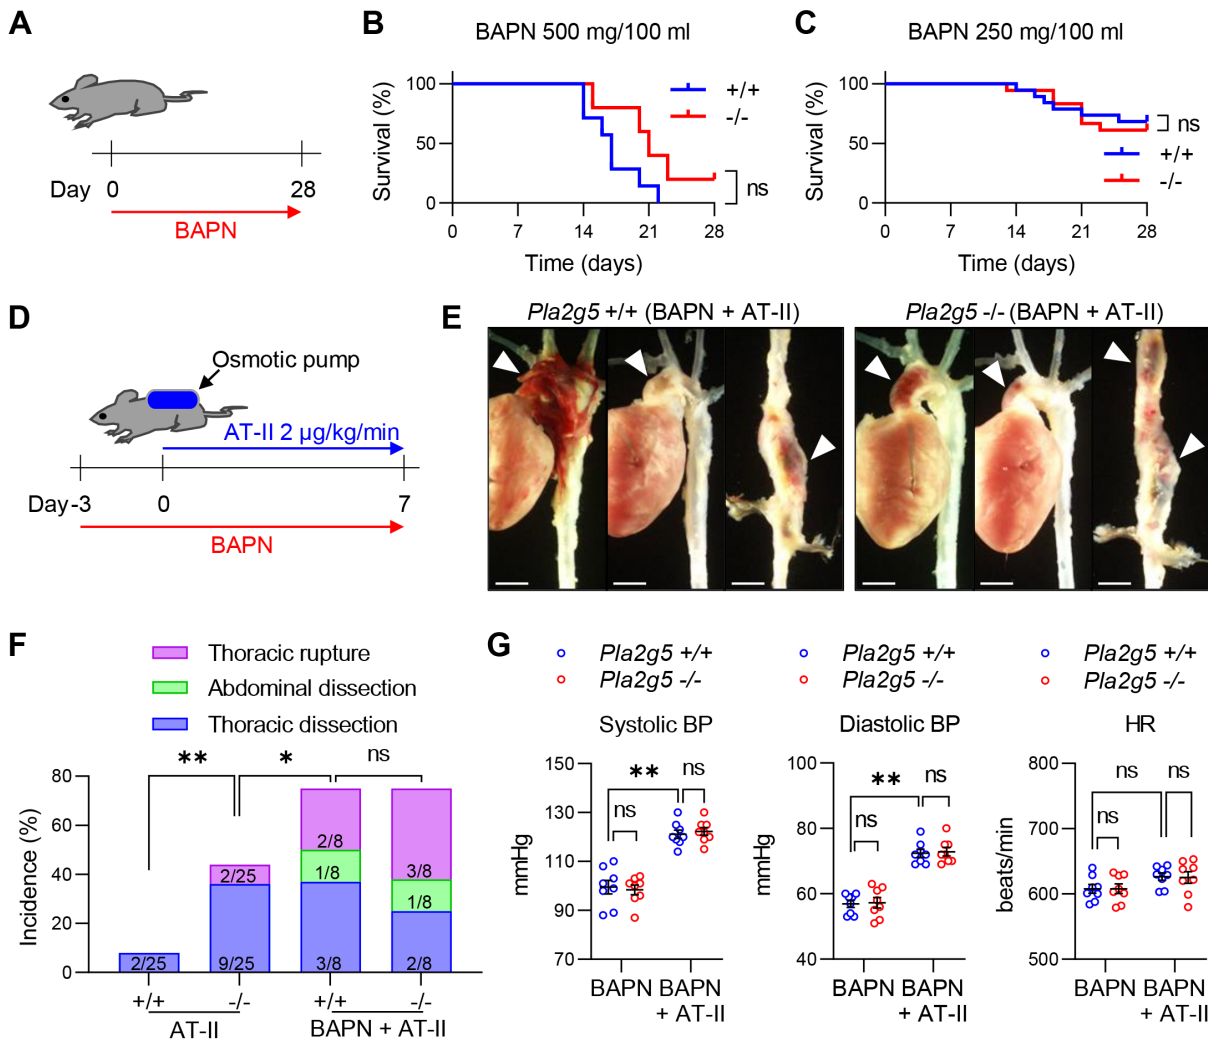 A
Day 0 28
BAPN
B
BAPN 500 mg/100 ml
Survival (%)
100
50
0
+/+
-/-
ns
0 7 14 21 28
Time (days)
C
BAPN 250 mg/100 ml
Survival (%)
100
50
0
ns
+/+
-/-
0 7 14 21 28
Time (days)
D
Osmotic pump
AT-II 2 µg/kg/min
Day -3 0 7
BAPN
E
Pla2g5 +/+ (BAPN + AT-II)
Pla2g5 -/- (BAPN + AT-II)
F
Thoracic rupture
Abdominal dissection
Thoracic dissection
Incidence (%)
80
60
40
20
0
** * ns
2/25
2/25
9/25
2/8
1/8
3/8
3/8
1/8
2/8
+/+ -/- +/+ -/-
AT-II BAPN + AT-II
G
Pla2g5 +/+
Pla2g5 -/-
Systolic BP
mmHg
150
130
110
90
70
** ns
ns
BAPN BAPN
+ AT-II
Pla2g5 +/+
Pla2g5 -/-
Diastolic BP
mmHg
100
80
60
40
** ns
ns
BAPN BAPN
+ AT-II
Pla2g5 +/+
Pla2g5 -/-
HR
beats/min
800
700
600
500
ns ns
ns
BAPN BAPN
+ AT-II